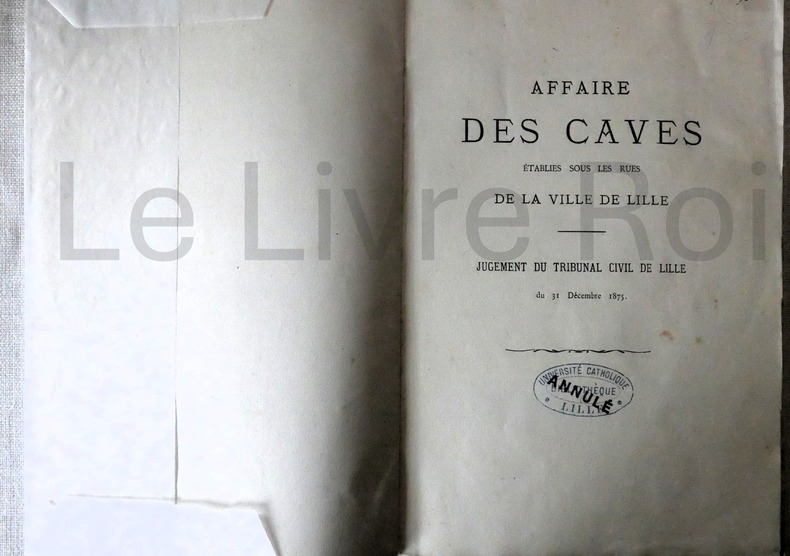 AFFAIRE
DES CAVES
ÉTABLIES SOUS LES RUES
DE LA VILLE DE LILLE
JUGEMENT DU TRIBUNAL CIVIL DE LILLE
du 31 Décembre 1875.
UNIVERSITÉ CATHOLIQUE
BIBLIOTHÈQUE
ANNULÉ
LILLE
Le Livre Roi